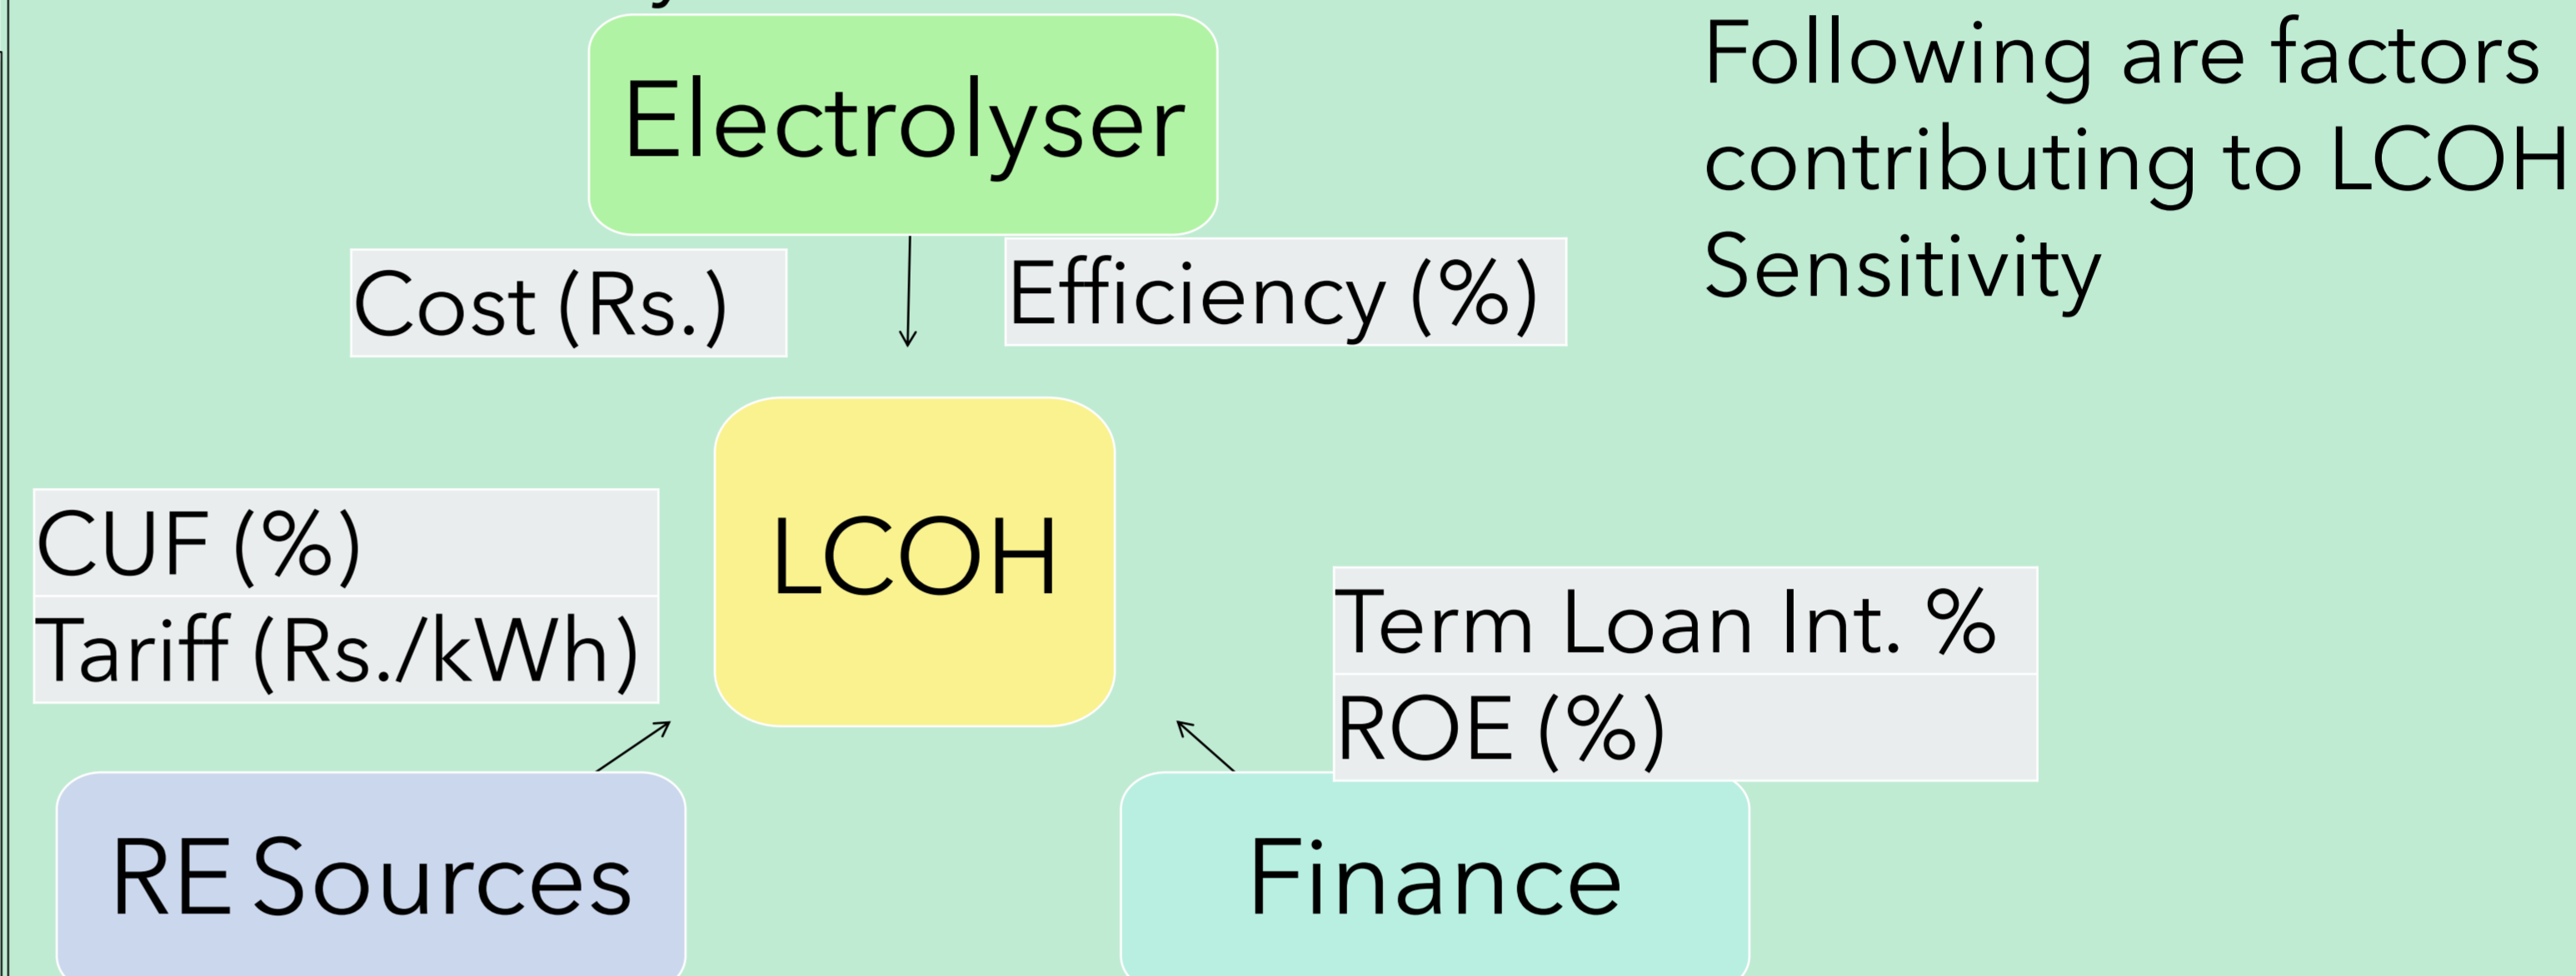 Electrolyser
Following are factors
contributing to LCOH
Sensitivity
Cost (Rs.)
Efficiency (%)
LCOH
CUF (%)
Tariff (Rs./kWh)
Term Loan Int. %
ROE (%)
RE Sources
Finance